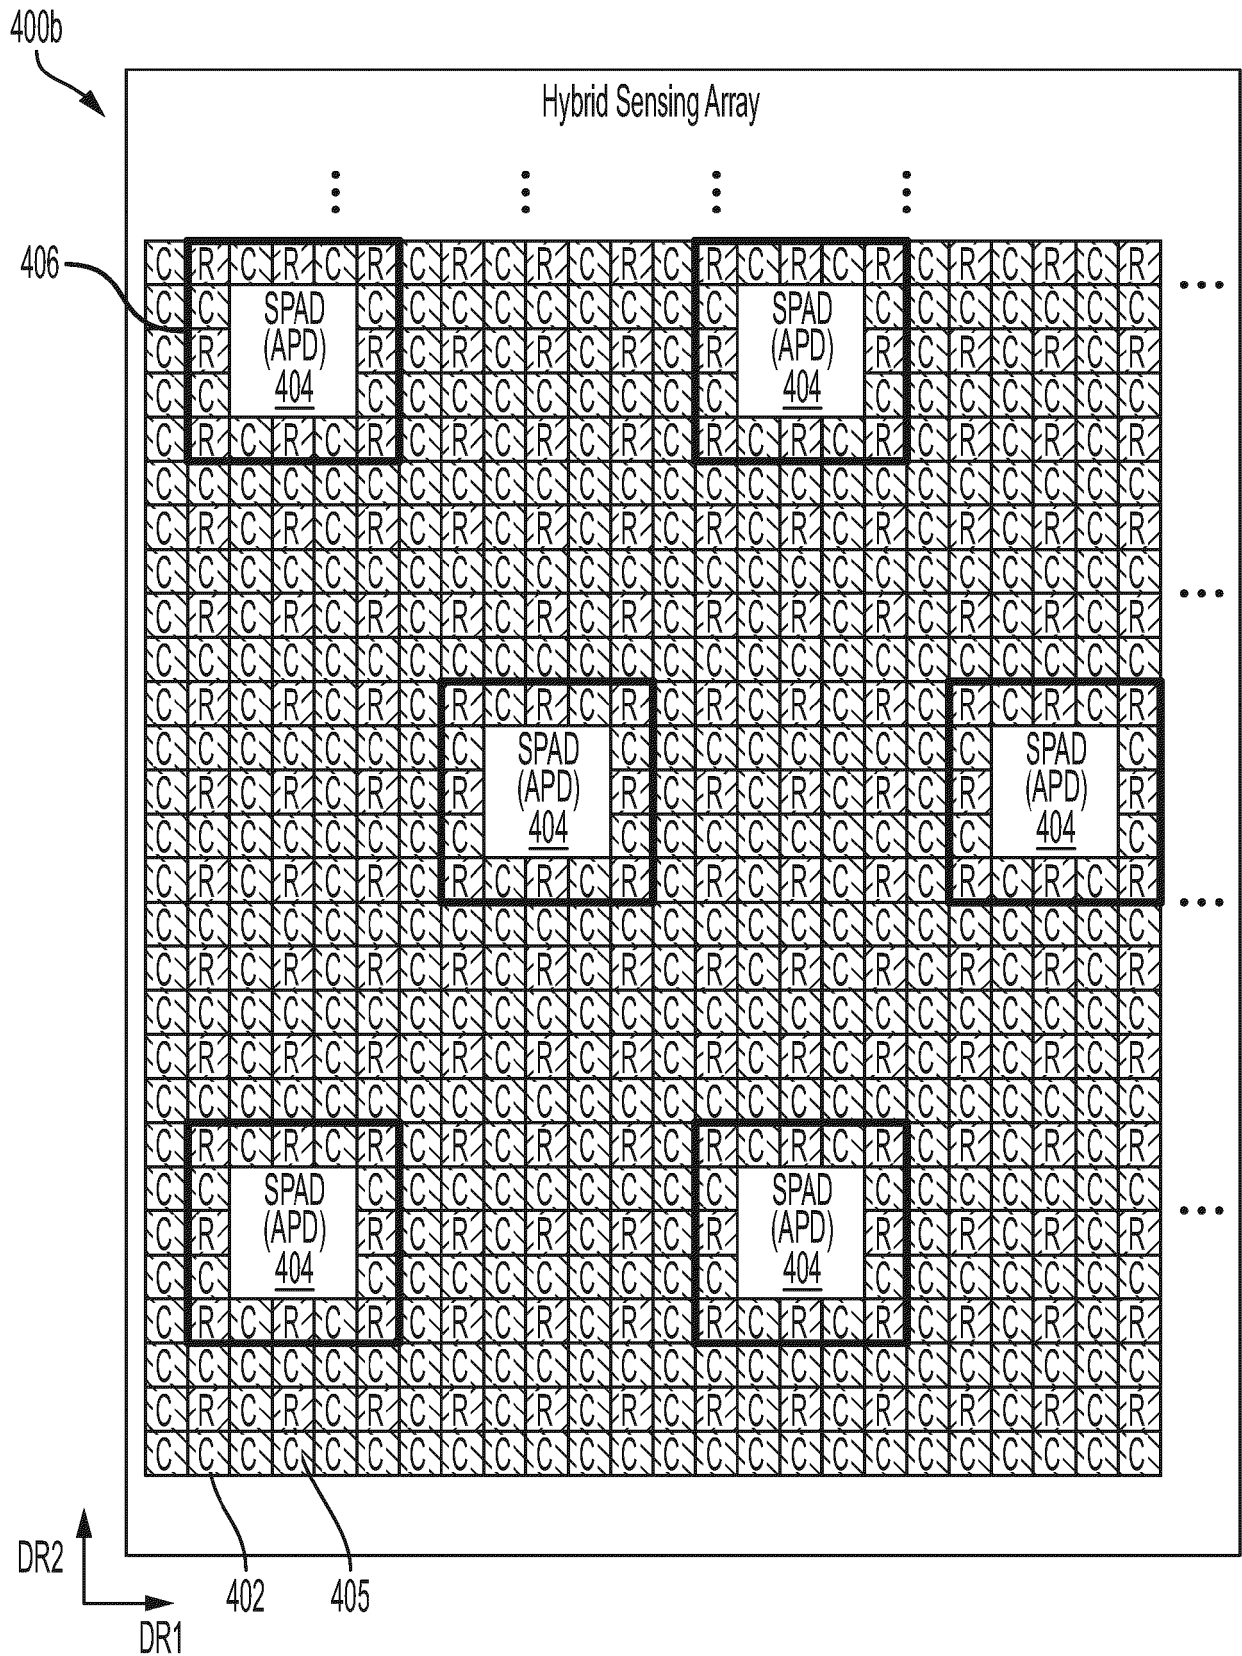 400b
Hybrid Sensing Array
406
C R C R C R C R C R C R C R C R C R C R C R C R
C C SPAD C C C C C C C C C SPAD C C C C C C C
C R (APD) R C R C R C R C R (APD) R C R C R C R
C C 404 C C C C C C C C C 404 C C C C C C C
C R C R C R C R C R C R C R C R C R C R C R C R
C C C C C C C C C C C C C C C C C C C C C C C C
C R C R C R C R C R C R C R C R C R C R C R C R
C C C C C C C C C C C C C C C C C C C C C C C C
C R C R C R C R C R C R C R C R C R C R C R C R
C C C C C C C C C C C C C C C C C C C C C C C C
C R C R C R C R C R C R C R C R C R C R C R C R
C C C C C C C C SPAD C C C C C C C C C SPAD C
C R C R C R C R (APD) R C R C R C R C R (APD) R
C C C C C C C C 404 C C C C C C C C C 404 C
C R C R C R C R C R C R C R C R C R C R C R C R
C C C C C C C C C C C C C C C C C C C C C C C C
C R C R C R C R C R C R C R C R C R C R C R C R
C C C C C C C C C C C C C C C C C C C C C C C C
C R C R C R C R C R C R C R C R C R C R C R C R
C C C C C C C C C C C C C C C C C C C C C C C C
C R C R C R C R C R C R C R C R C R C R C R C R
C C SPAD C C C C C C C C C SPAD C C C C C C C
C R (APD) R C R C R C R C R (APD) R C R C R C R
C C 404 C C C C C C C C C 404 C C C C C C C
C R C R C R C R C R C R C R C R C R C R C R C R
C C C C C C C C C C C C C C C C C C C C C C C C
C R C R C R C R C R C R C R C R C R C R C R C R
C C C C C C C C C C C C C C C C C C C C C C C C
DR2
402 405
DR1